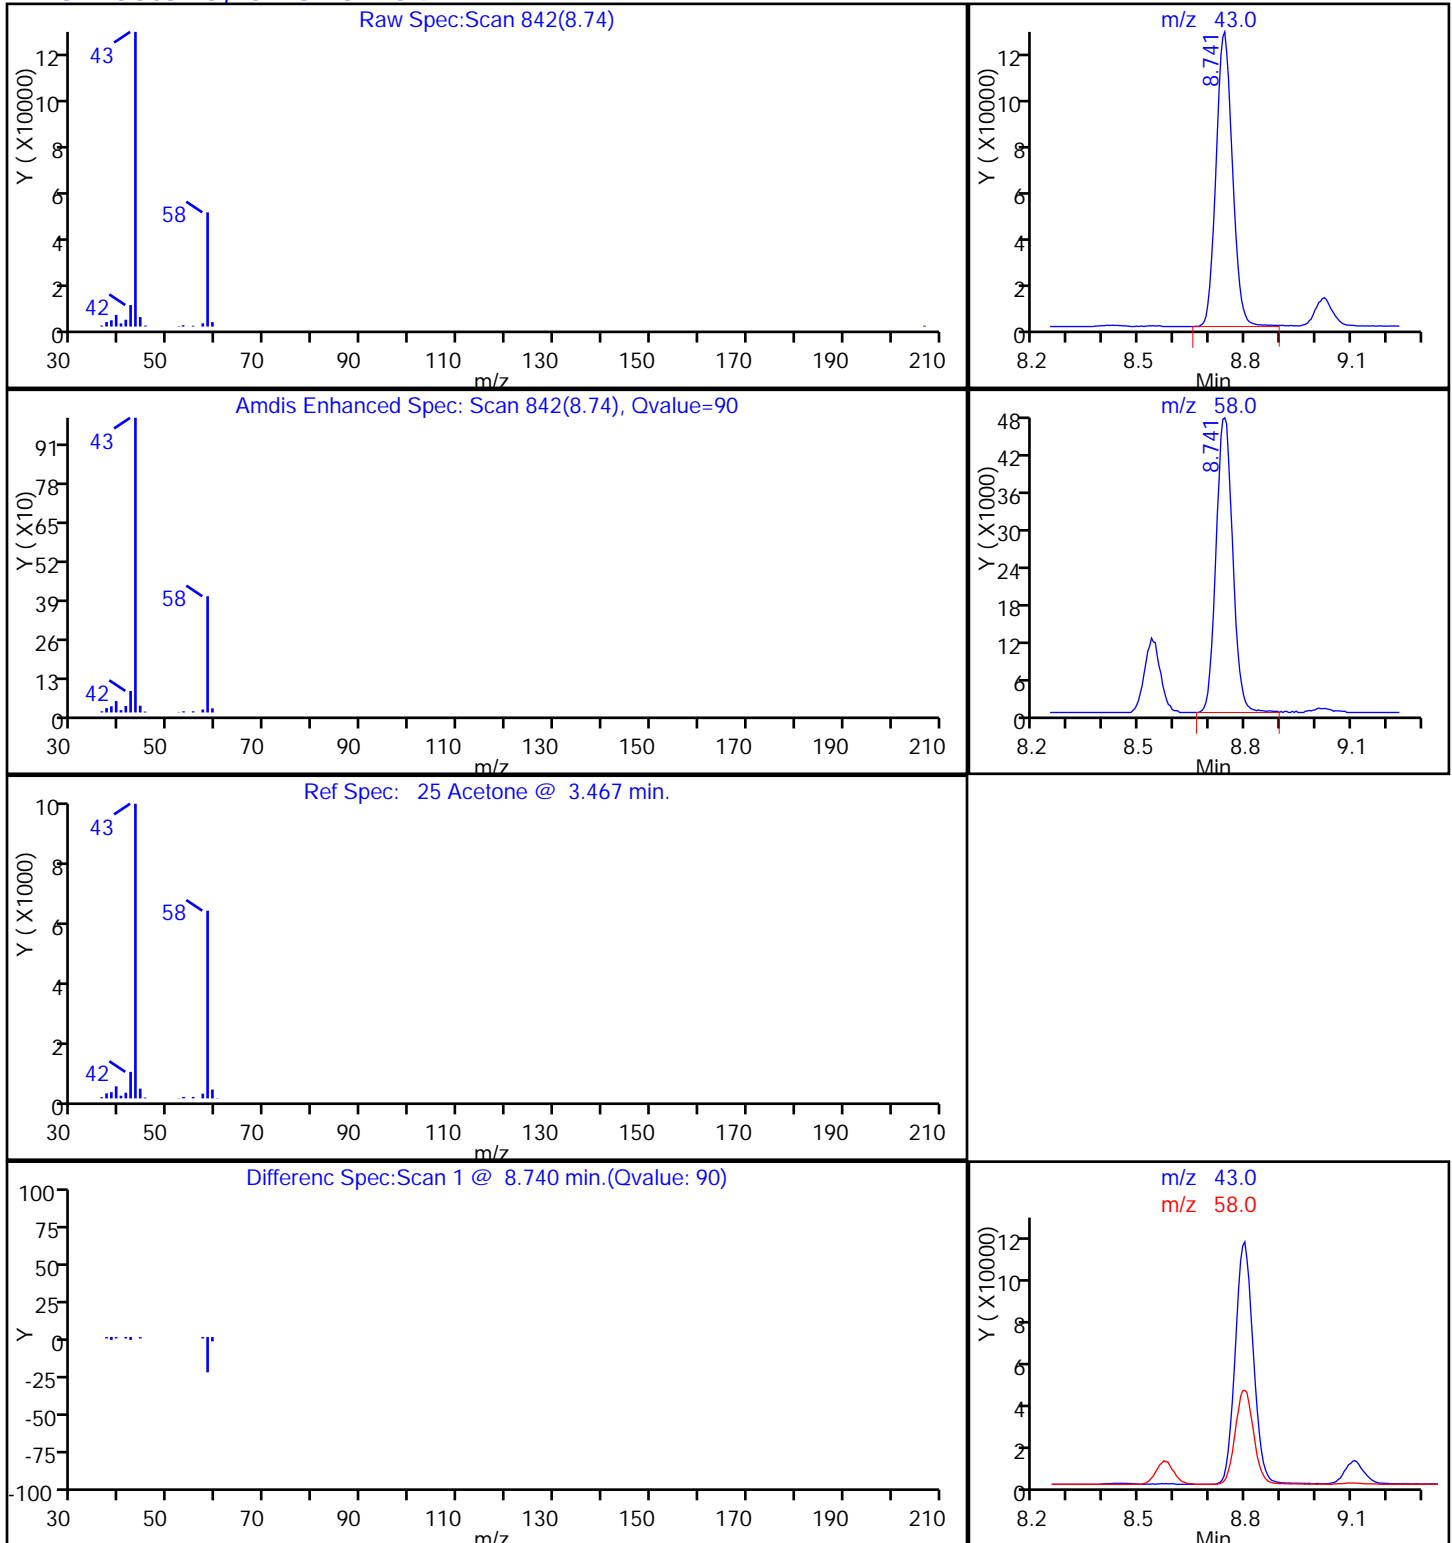 Raw Spec:Scan 842(8.74)
Y ( X10000)
12
10
8
6
4
2
0
43
58
42
30 50 70 90 110 130 150 170 190 210
m/z
m/z 43.0
Y ( X10000)
12
10
8
6
4
2
0
8.741
8.2 8.5 8.8 9.1
Min
Amdis Enhanced Spec: Scan 842(8.74), Qvalue=90
Y ( X10)
91
78
65
52
39
26
13
0
43
58
42
30 50 70 90 110 130 150 170 190 210
m/z
m/z 58.0
Y ( X1000)
48
42
36
30
24
18
12
6
0
8.741
8.2 8.5 8.8 9.1
Min
Ref Spec: 25 Acetone @ 3.467 min.
Y ( X1000)
10
8
6
4
2
0
43
58
42
30 50 70 90 110 130 150 170 190 210
m/z
Differenc Spec:Scan 1 @ 8.740 min.(Qvalue: 90)
Y
100
75
50
25
0
-25
-50
-75
-100
30 50 70 90 110 130 150 170 190 210
m/z
m/z 43.0
m/z 58.0
Y ( X10000)
12
10
8
6
4
2
0
8.2 8.5 8.8 9.1
Min